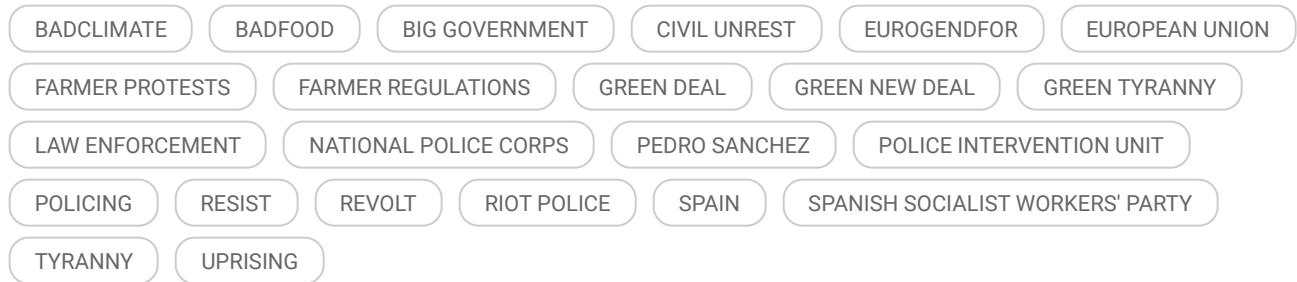 BADCLIMATE BADFOOD BIG GOVERNMENT CIVIL UNREST EUROGENDFOR EUROPEAN UNION
FARMER PROTESTS FARMER REGULATIONS GREEN DEAL GREEN NEW DEAL GREEN TYRANNY
LAW ENFORCEMENT NATIONAL POLICE CORPS PEDRO SANCHEZ POLICE INTERVENTION UNIT
POLICING RESIST REVOLT RIOT POLICE SPAIN SPANISH SOCIALIST WORKERS' PARTY
TYRANNY UPRISING